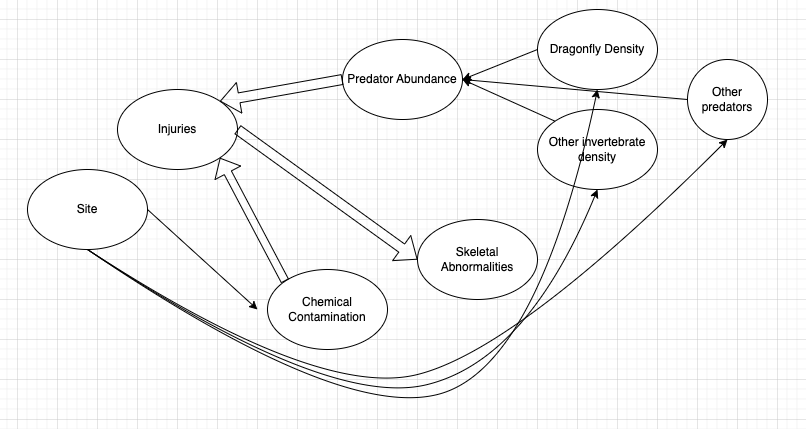 Dragonfly Density
Predator Abundance
Other
predators
Injuries
Other invertebrate
density
Site
Skeletal
Abnormalities
Chemical
Contamination